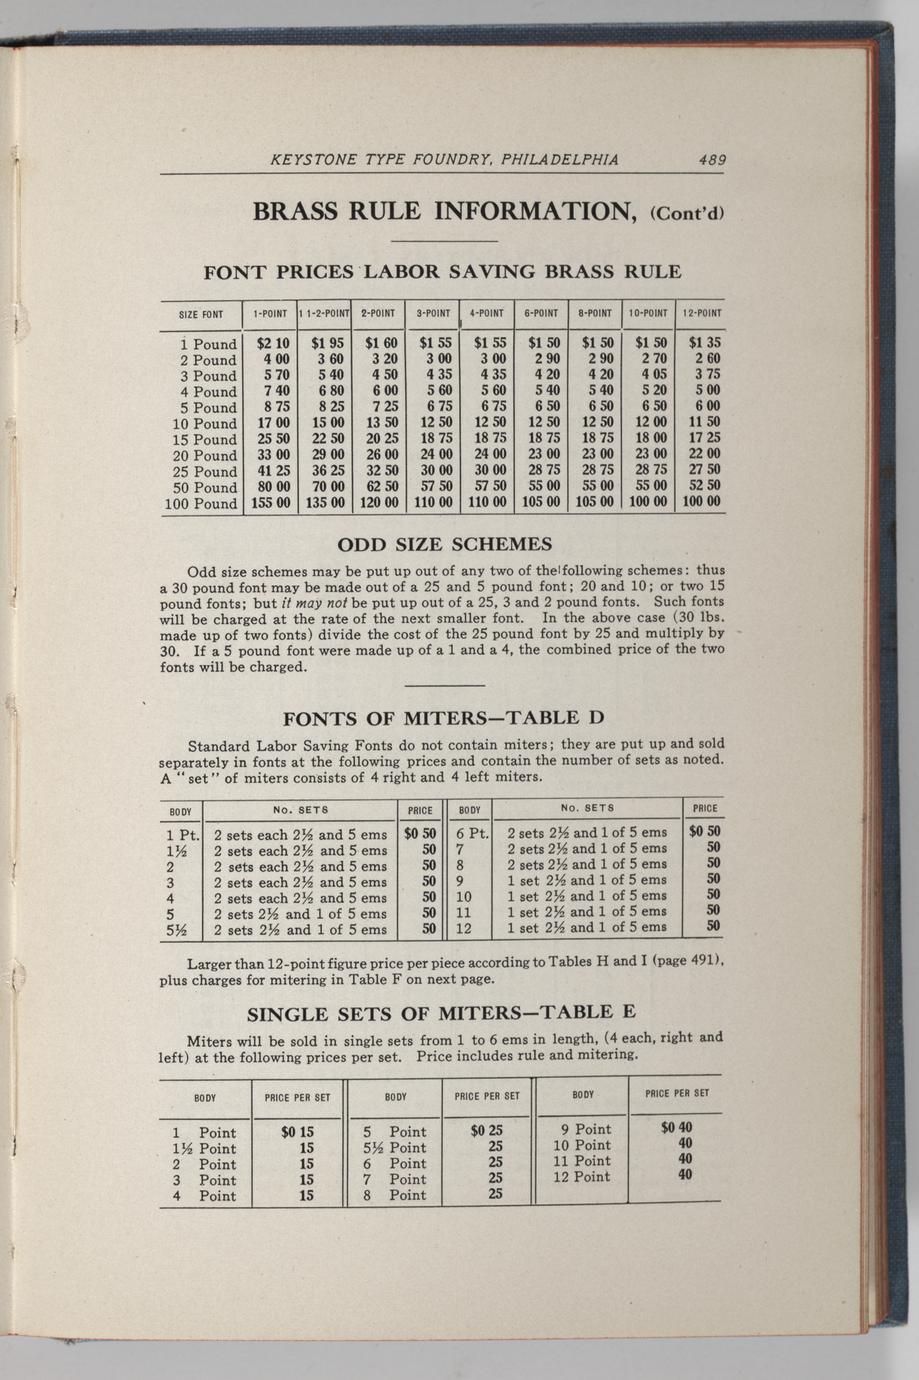 KEYSTONE TYPE FOUNDRY, PHILADELPHIA 489
BRASS RULE INFORMATION, (Cont'd)
FONT PRICES LABOR SAVING BRASS RULE
SIZE FONT 1-POINT 1 1-2-POINT 2-POINT 3-POINT 4-POINT 6-POINT 8-POINT 10-POINT 12-POINT
1 Pound $2 10 $1 95 $1 60 $1 55 $1 55 $1 50 $1 50 $1 50 $1 35
2 Pound 4 00 3 60 3 20 3 00 3 00 2 90 2 90 2 70 2 60
3 Pound 5 70 5 40 4 50 4 35 4 35 4 20 4 20 4 05 3 75
4 Pound 7 40 6 80 6 00 5 60 5 60 5 40 5 40 5 20 5 00
5 Pound 8 75 8 25 7 25 6 75 6 75 6 50 6 50 6 50 6 00
10 Pound 17 00 15 00 13 50 12 50 12 50 12 50 12 50 12 00 11 50
15 Pound 25 50 22 50 20 25 18 75 18 75 18 75 18 75 18 00 17 25
20 Pound 33 00 29 00 26 00 24 00 24 00 23 00 23 00 23 00 22 00
25 Pound 41 25 36 25 32 50 30 00 30 00 28 75 28 75 28 75 27 50
50 Pound 80 00 70 00 62 50 57 50 57 50 55 00 55 00 55 00 52 50
100 Pound 155 00 135 00 120 00 110 00 110 00 105 00 105 00 100 00 100 00
ODD SIZE SCHEMES
Odd size schemes may be put up out of any two of the following schemes: thus
a 30 pound font may be made out of a 25 and 5 pound font; 20 and 10; or two 15
pound fonts; but it may not be put up out of a 25, 3 and 2 pound fonts. Such fonts
will be charged at the rate of the next smaller font. In the above case (30 lbs.
made up of two fonts) divide the cost of the 25 pound font by 25 and multiply by
30. If a 5 pound font were made up of a 1 and a 4, the combined price of the two
fonts will be charged.
FONTS OF MITERS—TABLE D
Standard Labor Saving Fonts do not contain miters; they are put up and sold
separately in fonts at the following prices and contain the number of sets as noted.
A "set" of miters consists of 4 right and 4 left miters.
BODY No. SETS PRICE BODY No. SETS PRICE
1 Pt. 2 sets each 2½ and 5 ems $0 50 6 Pt. 2 sets 2½ and 1 of 5 ems $0 50
1½ 2 sets each 2½ and 5 ems 50 7 2 sets 2½ and 1 of 5 ems 50
2 2 sets each 2½ and 5 ems 50 8 2 sets 2½ and 1 of 5 ems 50
3 2 sets each 2½ and 5 ems 50 9 1 set 2½ and 1 of 5 ems 50
4 2 sets each 2½ and 5 ems 50 10 1 set 2½ and 1 of 5 ems 50
5 2 sets 2½ and 1 of 5 ems 50 11 1 set 2½ and 1 of 5 ems 50
5½ 2 sets 2½ and 1 of 5 ems 50 12 1 set 2½ and 1 of 5 ems 50
Larger than 12-point figure price per piece according to Tables H and I (page 491),
plus charges for mitering in Table F on next page.
SINGLE SETS OF MITERS—TABLE E
Miters will be sold in single sets from 1 to 6 ems in length, (4 each, right and
left) at the following prices per set. Price includes rule and mitering.
BODY PRICE PER SET BODY PRICE PER SET BODY PRICE PER SET
1 Point $0 15 5 Point $0 25 9 Point $0 40
1½ Point 15 5½ Point 25 10 Point 40
2 Point 15 6 Point 25 11 Point 40
3 Point 15 7 Point 25 12 Point 40
4 Point 15 8 Point 25